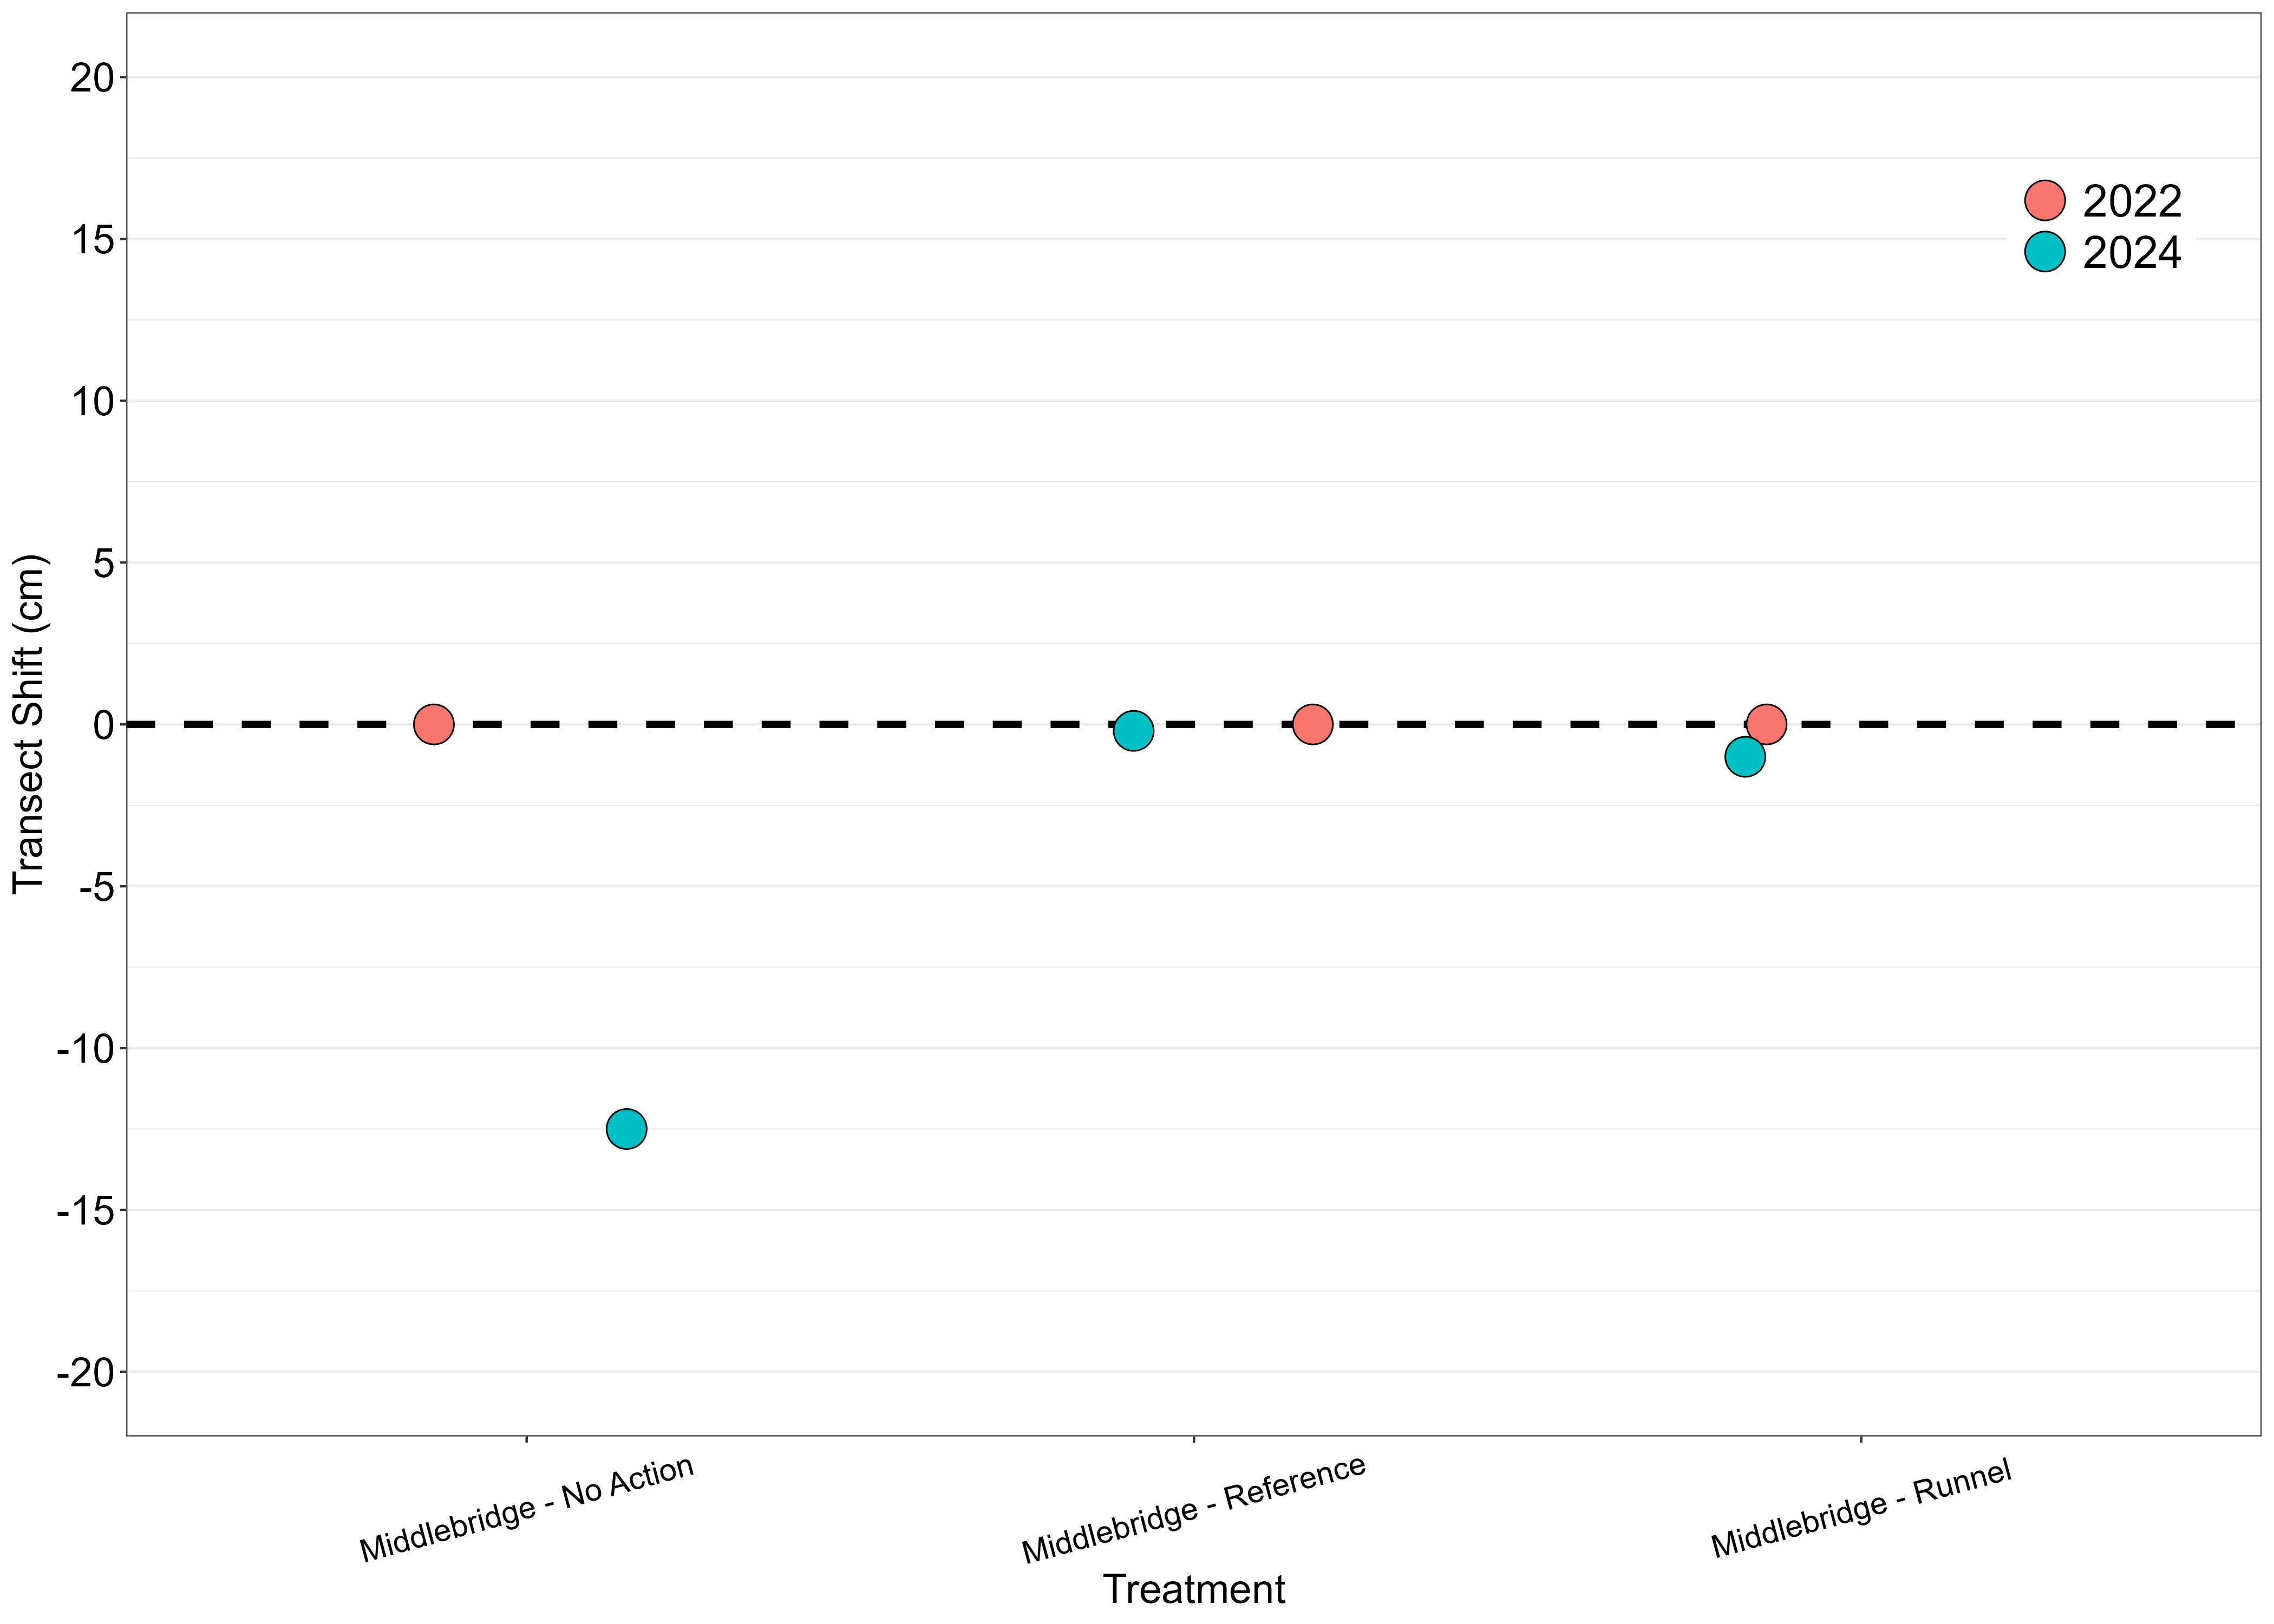 20
15
10
5
0
-5
-10
-15
-20
Transect Shift (cm)
2022
2024
Middlebridge - No Action
Middlebridge - Reference
Middlebridge - Runnel
Treatment